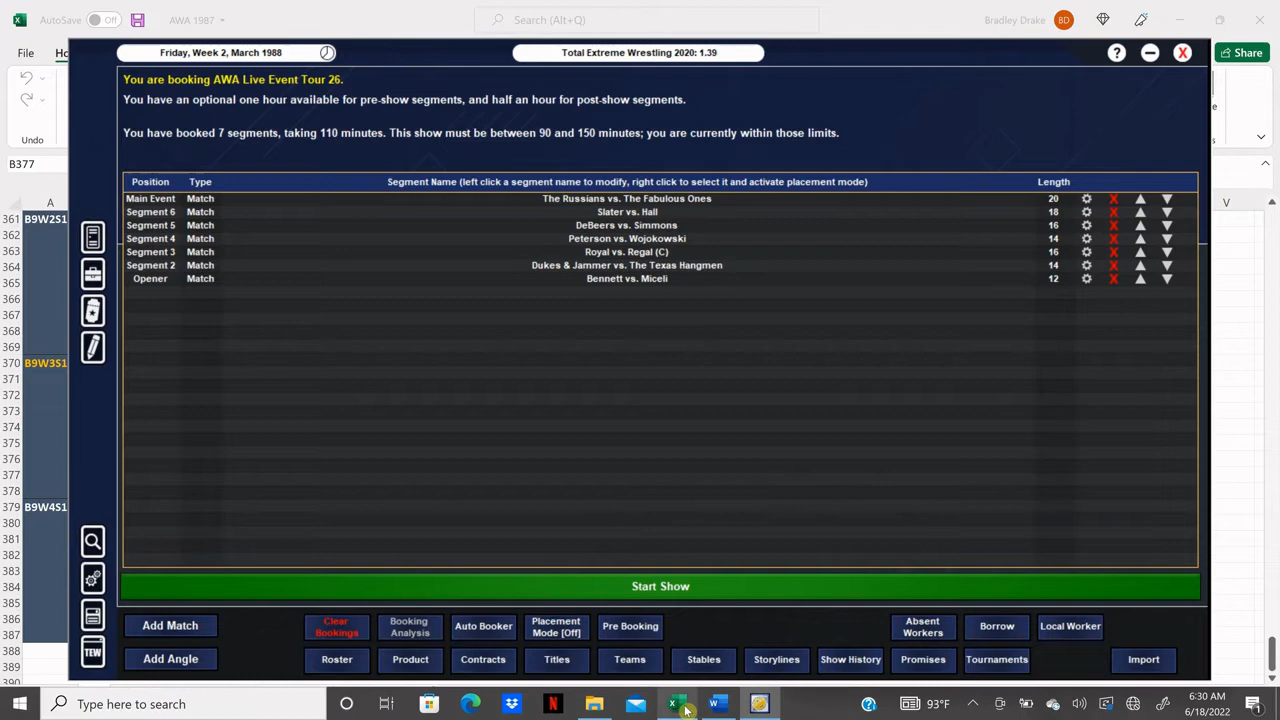 AutoSave Off AWA 1987 Search (Alt+Q) Bradley Drake BD
File Ho Share
Friday, Week 2, March 1988 Total Extreme Wrestling 2020: 1.39 ? X
You are booking AWA Live Event Tour 26.
You have an optional one hour available for pre-show segments, and half an hour for post-show segments.
You have booked 7 segments, taking 110 minutes. This show must be between 90 and 150 minutes; you are currently within those limits.
Undo
B377
A V
Position Type Segment Name (left click a segment name to modify, right click to select it and activate placement mode) Length
Main Event Match The Russians vs. The Fabulous Ones 20 X
Segment 6 Match Slater vs. Hall 18 X
Segment 5 Match DeBeers vs. Simmons 16 X
Segment 4 Match Peterson vs. Wojokowski 14 X
Segment 3 Match Royal vs. Regal (C) 16 X
Segment 2 Match Dukes & Jammer vs. The Texas Hangmen 14 X
Opener Match Bennett vs. Miceli 12 X
361 B9W2S1
362
363
364
365
366
367
368
369
370 B9W3S1
371
372
373
374
375
376
377
378
379 B9W4S1
380
381
382
383
384
385
386
387
388
389
390
Start Show
Add Match Clear Bookings Booking Analysis Auto Booker Placement Mode [Off] Pre Booking Absent Workers Borrow Local Worker
Add Angle Roster Product Contracts Titles Teams Stables Storylines Show History Promises Tournaments Import
TEW
Type here to search
93°F
6:30 AM
6/18/2022
1